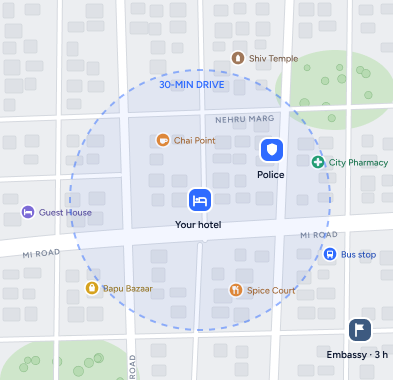 Shiv Temple
30-MIN DRIVE
NEHRU MARG
Chai Point
City Pharmacy
Police
Guest House
Your hotel
MI ROAD
MI ROAD
Bus stop
Bapu Bazaar
Spice Court
Embassy · 3 h
ROAD